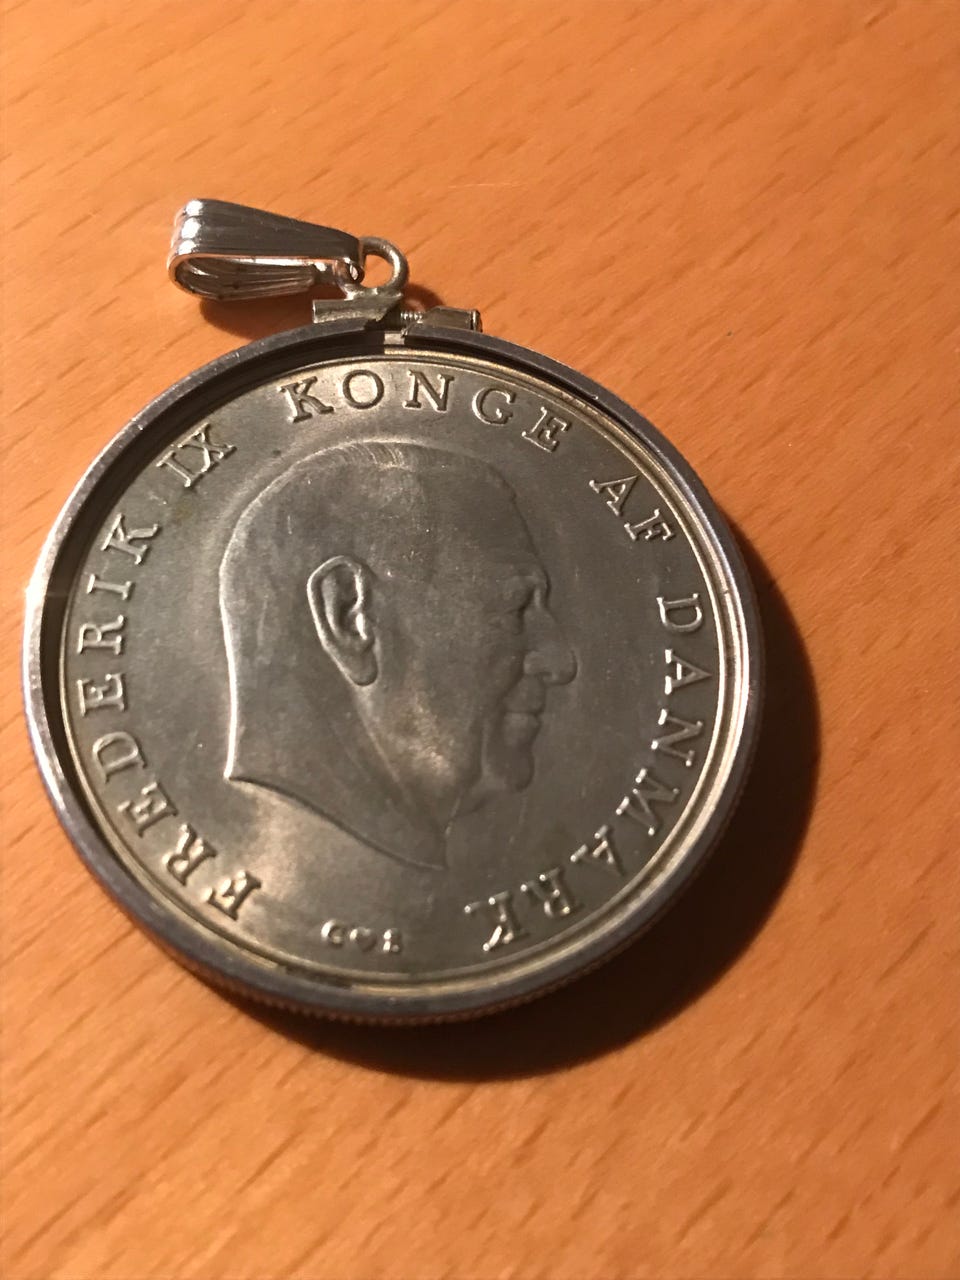 FREDERIK IX KONGE AF DANMARK
C♥S